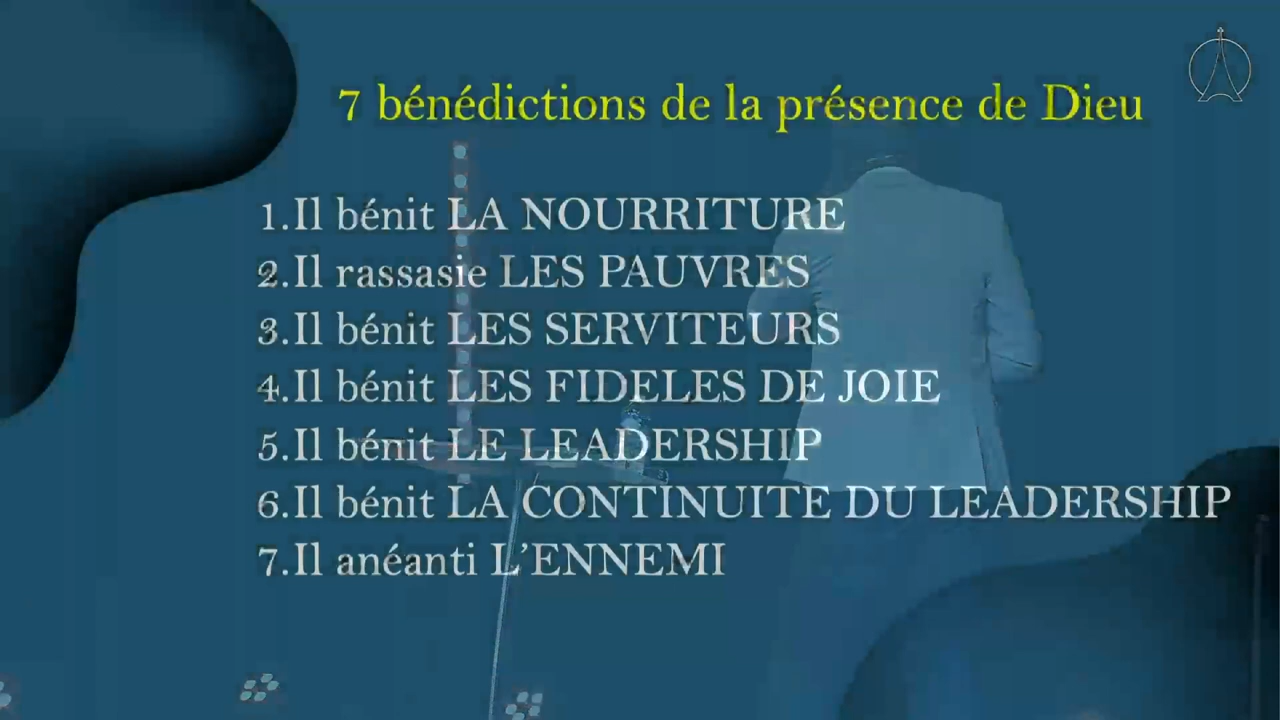 7 bénédictions de la présence de Dieu
1.Il bénit LA NOURRITURE
2.Il rassasie LES PAUVRES
3.Il bénit LES SERVITEURS
4.Il bénit LES FIDELES DE JOIE
5.Il bénit LE LEADERSHIP
6.Il bénit LA CONTINUITE DU LEADERSHIP
7.Il anéanti L’ENNEMI